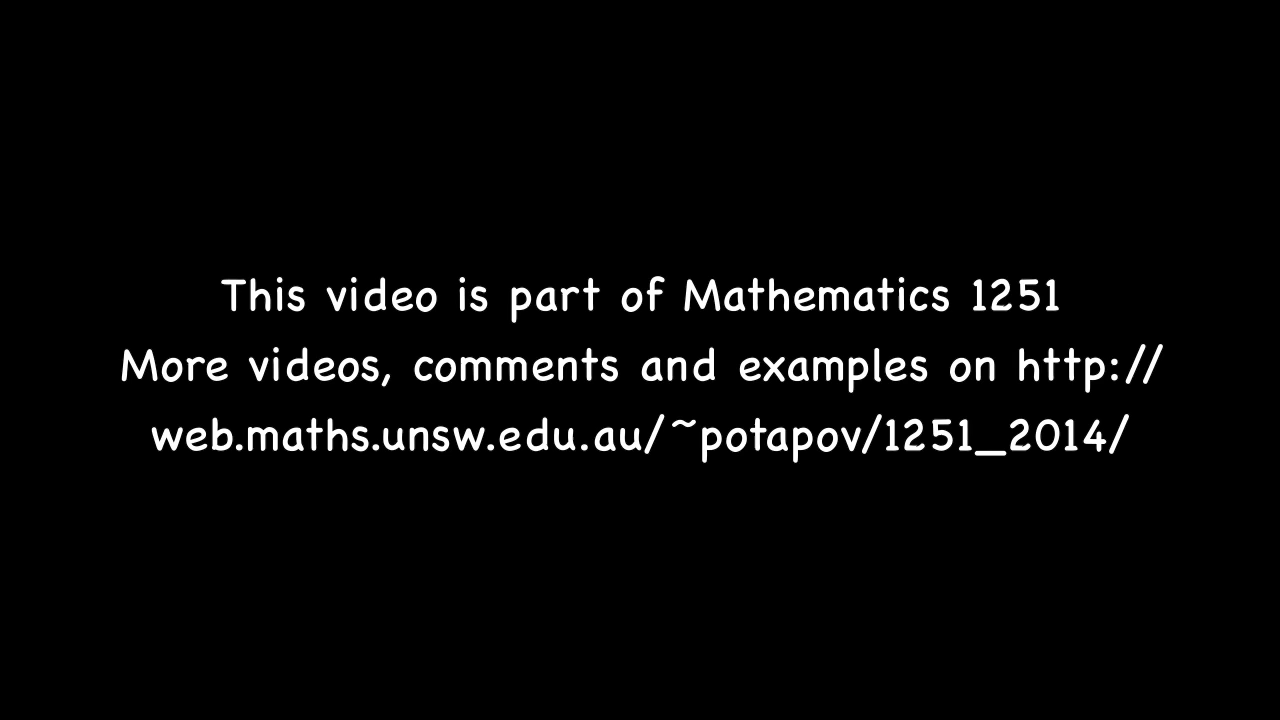 This video is part of Mathematics 1251
More videos, comments and examples on http://
web.maths.unsw.edu.au/~potapov/1251_2014/